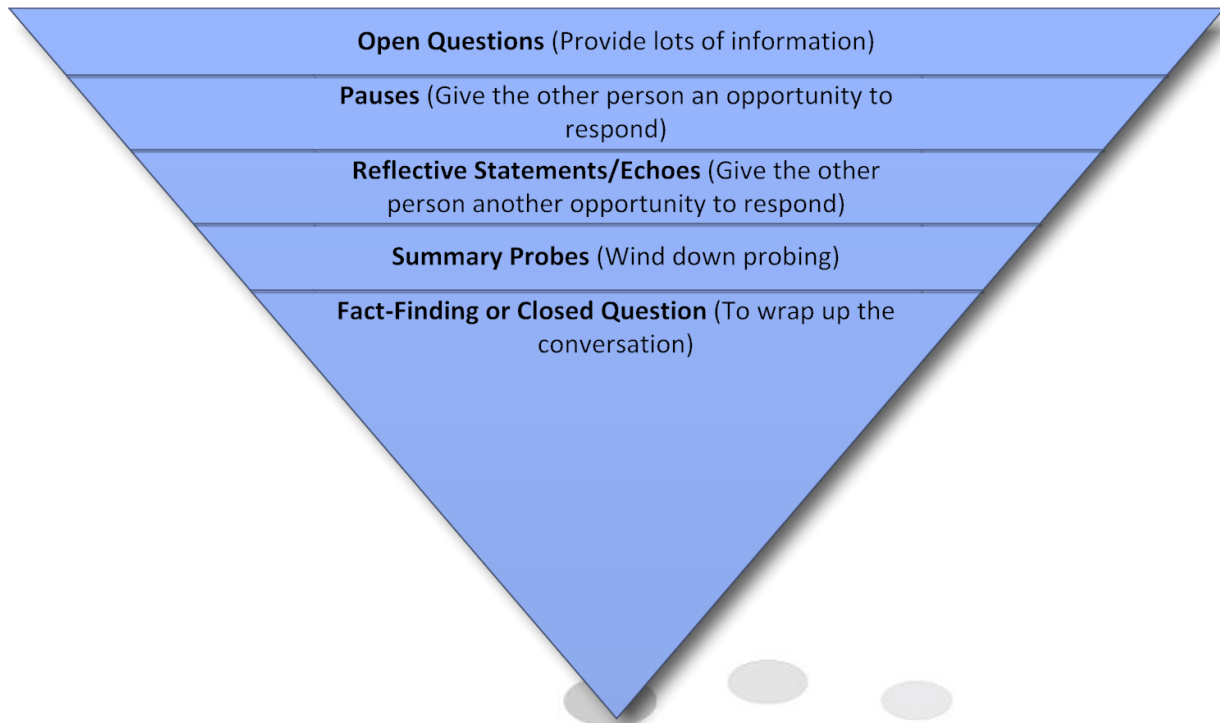 Open Questions (Provide lots of information)
Pauses (Give the other person an opportunity to
respond)
Reflective Statements/Echoes (Give the other
person another opportunity to respond)
Summary Probes (Wind down probing)
Fact-Finding or Closed Question (To wrap up the
conversation)